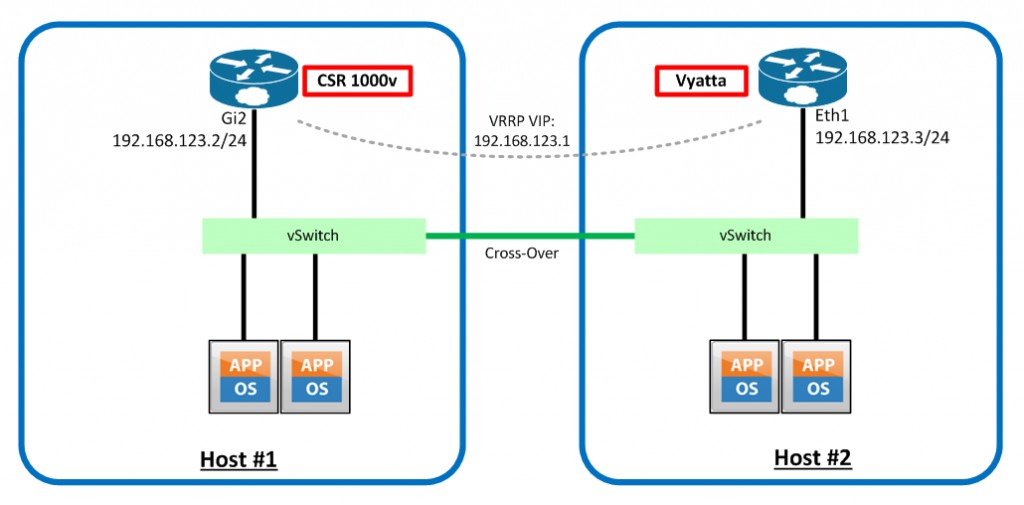 CSR 1000v
Gi2
192.168.123.2/24
VRRP VIP:
192.168.123.1
Vyatta
Eth1
192.168.123.3/24
vSwitch
Cross-Over
vSwitch
APP
OS
APP
OS
APP
OS
APP
OS
Host #1
Host #2